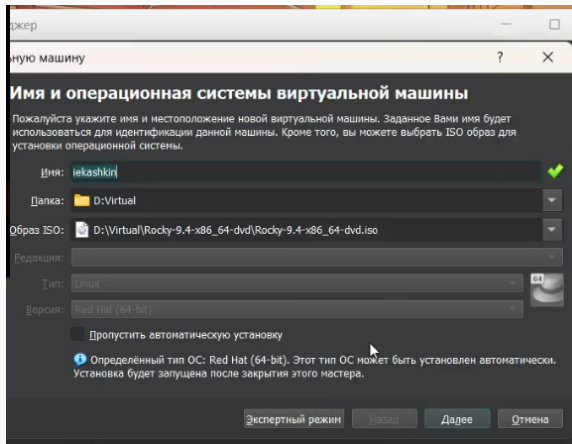 джер
ьную машину
?
Имя и операционная системы виртуальной машины
Пожалуйста укажите имя и местоположение новой виртуальной машины. Заданное Вами имя будет
использоваться для идентификации данной машины. Кроме того, вы можете выбрать ISO образ для
установки операционной системы.
Имя: iekashkin
Папка: D:Virtual
Образ ISO: D:\Virtual\Rocky-9.4-x86_64-dvd\Rocky-9.4-x86_64-dvd.iso
Редакция:
Тип: Linux
64
Версия: Red Hat (64-bit)
Пропустить автоматическую установку
Определённый тип ОС: Red Hat (64-bit). Этот тип ОС может быть установлен автоматически.
Установка будет запущена после закрытия этого мастера.
Экспертный режим Назад Далее Отмена